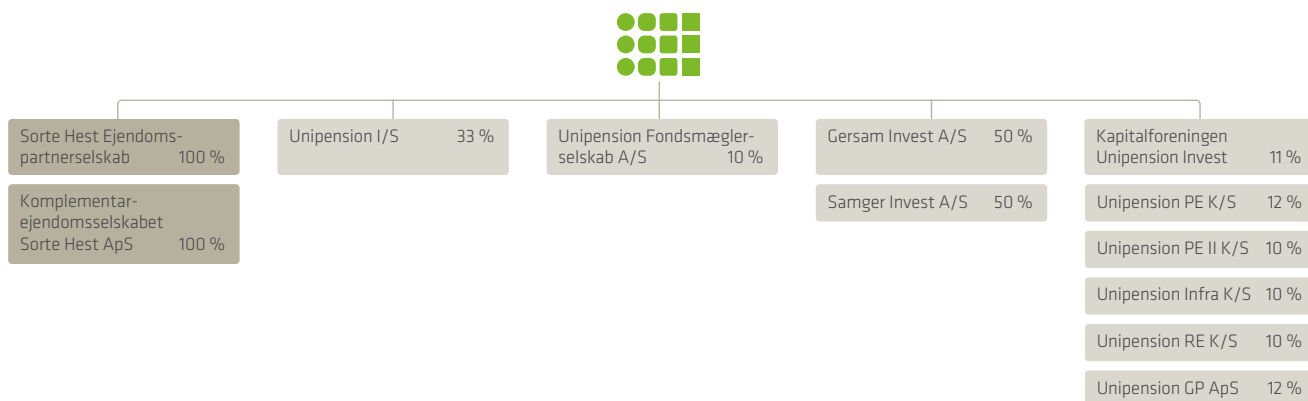 Sorte Hest Ejendoms-
partnerselskab 100 %
Komplementar-
ejendomsselskabet
Sorte Hest ApS 100 %
Unipension I/S 33 %
Unipension Fondsmægler-
selskab A/S 10 %
Gersam Invest A/S 50 %
Samger Invest A/S 50 %
Kapitalforeningen
Unipension Invest 11 %
Unipension PE K/S 12 %
Unipension PE II K/S 10 %
Unipension Infra K/S 10 %
Unipension RE K/S 10 %
Unipension GP ApS 12 %